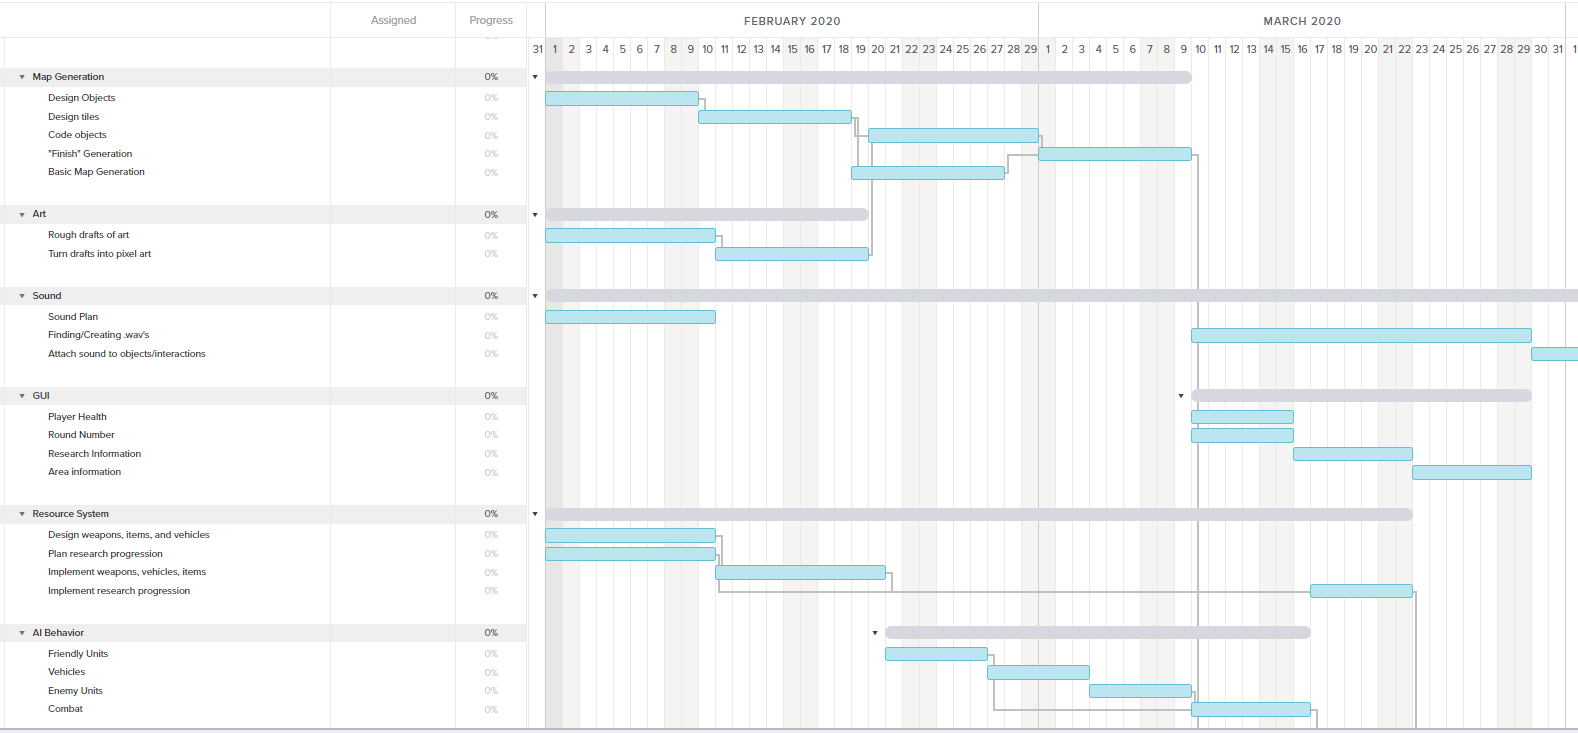 Assigned Progress FEBRUARY 2020 MARCH 2020
31 1 2 3 4 5 6 7 8 9 10 11 12 13 14 15 16 17 18 19 20 21 22 23 24 25 26 27 28 29 1 2 3 4 5 6 7 8 9 10 11 12 13 14 15 16 17 18 19 20 21 22 23 24 25 26 27 28 29 30 31 1
Map Generation 0%
Design Objects 0%
Design tiles 0%
Code objects 0%
"Finish" Generation 0%
Basic Map Generation 0%
Art 0%
Rough drafts of art 0%
Turn drafts into pixel art 0%
Sound 0%
Sound Plan 0%
Finding/Creating .wav's 0%
Attach sound to objects/interactions 0%
GUI 0%
Player Health 0%
Round Number 0%
Research Information 0%
Area information 0%
Resource System 0%
Design weapons, items, and vehicles 0%
Plan research progression 0%
Implement weapons, vehicles, items 0%
Implement research progression 0%
AI Behavior 0%
Friendly Units 0%
Vehicles 0%
Enemy Units 0%
Combat 0%